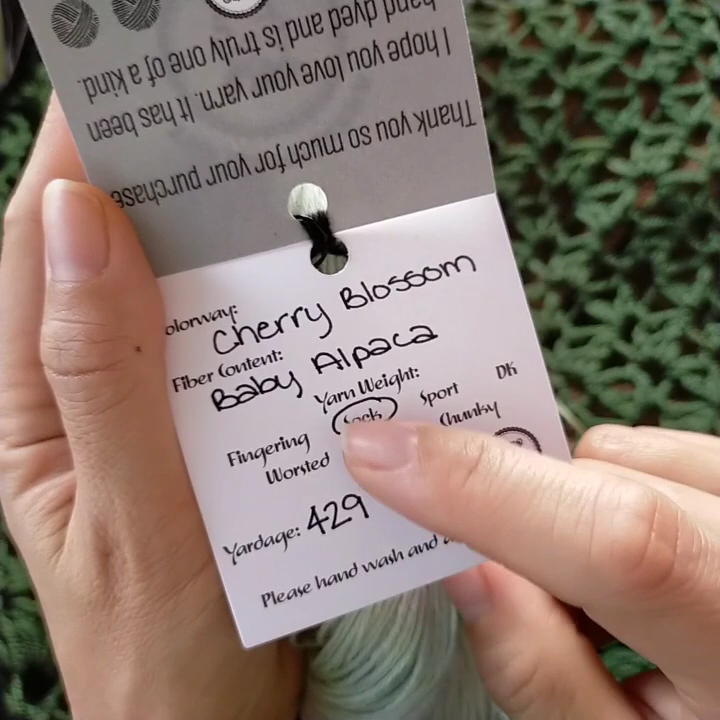 Thank you so much for your purchase
I hope you love your yarn. It has been
hand dyed and is truly one of a kind.
olorway: Cherry Blossom
Fiber Content:
Baby Alpaca
Yarn Weight:
Fingering Sock Sport DK
Worsted Chunky
Yardage: 429
Please hand wash and